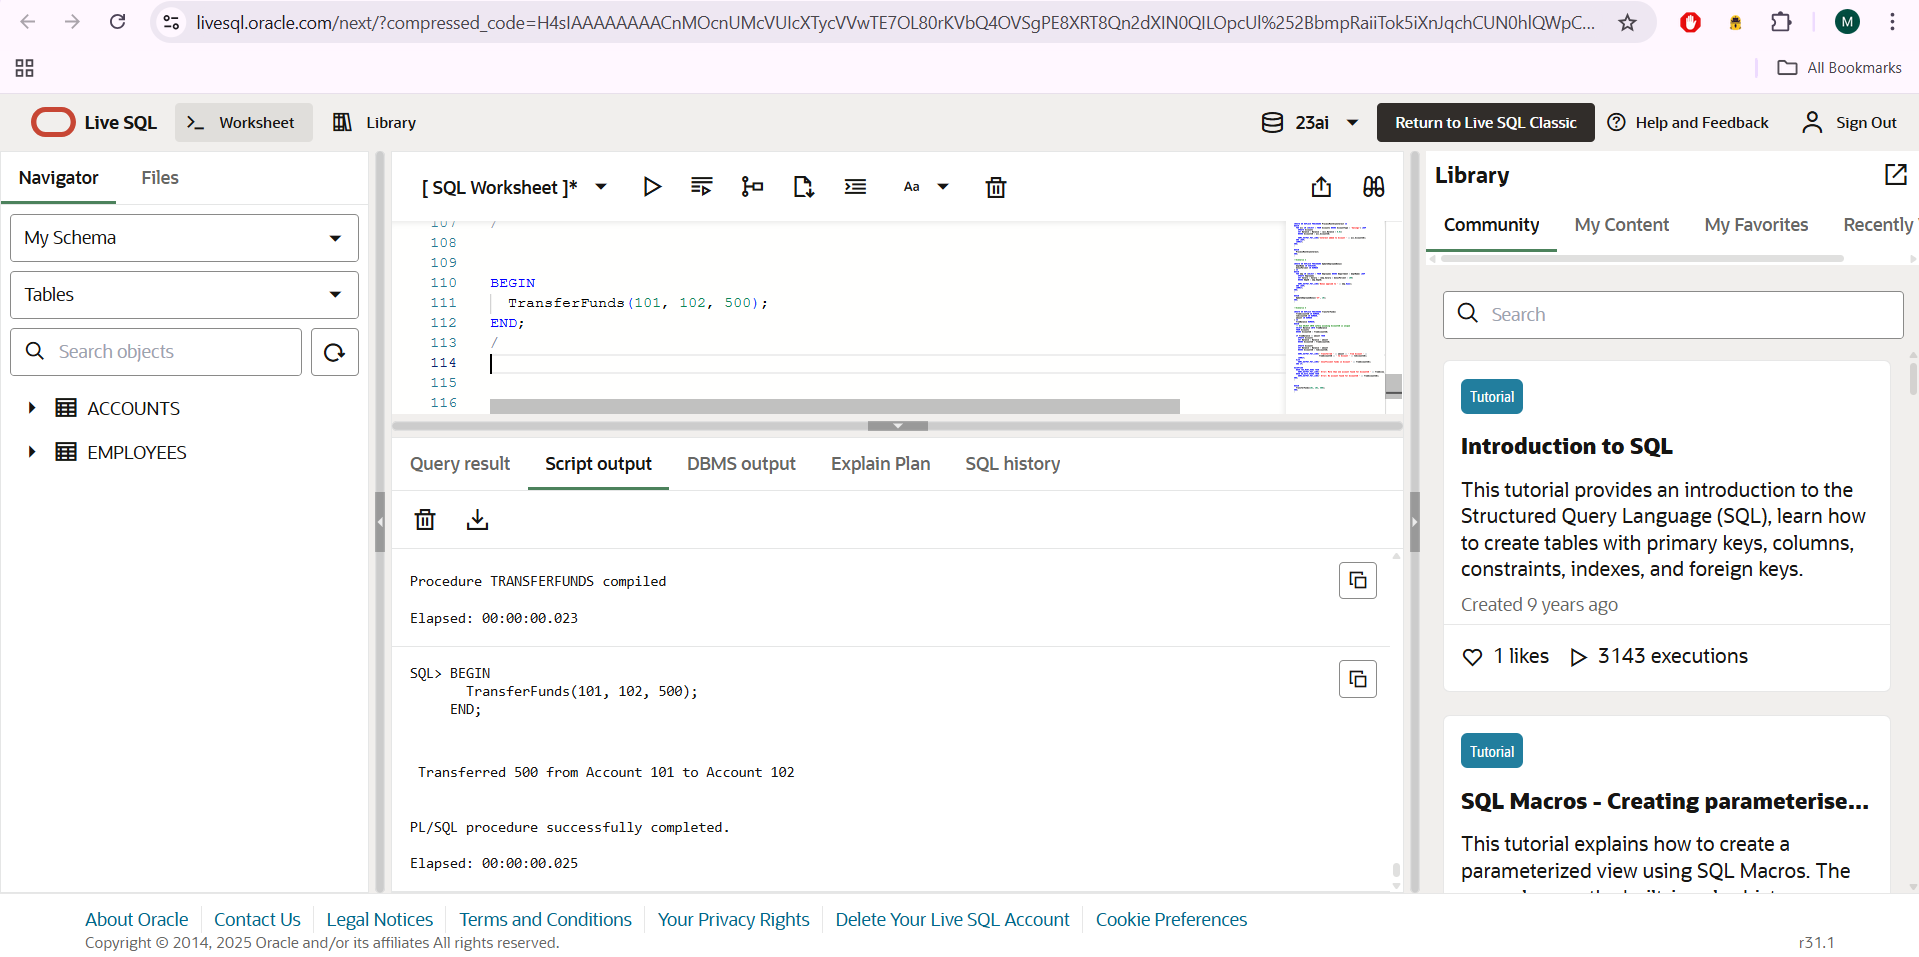 livesql.oracle.com/next/?compressed_code=H4sIAAAAAAAACnMOcnUMcVUIcXTycVVwTE7OL80rKVbQ4OVSgPE8XRT8Qn2dXIN0QILOpcUl%252BbmpRaiiTok5iXnJqchCUN0hlQWpC...
M
All Bookmarks
Live SQL
Worksheet
Library
23ai
Return to Live SQL Classic
Help and Feedback
Sign Out
Navigator
Files
My Schema
Tables
Search objects
ACCOUNTS
EMPLOYEES
[ SQL Worksheet ]*
Aa
107 /
108
109
110 BEGIN
111 TransferFunds(101, 102, 500);
112 END;
113 /
114
115
116
Query result
Script output
DBMS output
Explain Plan
SQL history
Procedure TRANSFERFUNDS compiled
Elapsed: 00:00:00.023
SQL> BEGIN
TransferFunds(101, 102, 500);
END;
Transferred 500 from Account 101 to Account 102
PL/SQL procedure successfully completed.
Elapsed: 00:00:00.025
Library
Community
My Content
My Favorites
Recently
Search
Tutorial
Introduction to SQL
This tutorial provides an introduction to the
Structured Query Language (SQL), learn how
to create tables with primary keys, columns,
constraints, indexes, and foreign keys.
Created 9 years ago
1 likes
3143 executions
Tutorial
SQL Macros - Creating parameterise...
This tutorial explains how to create a
parameterized view using SQL Macros. The
About Oracle
Contact Us
Legal Notices
Terms and Conditions
Your Privacy Rights
Delete Your Live SQL Account
Cookie Preferences
Copyright © 2014, 2025 Oracle and/or its affiliates All rights reserved.
r31.1